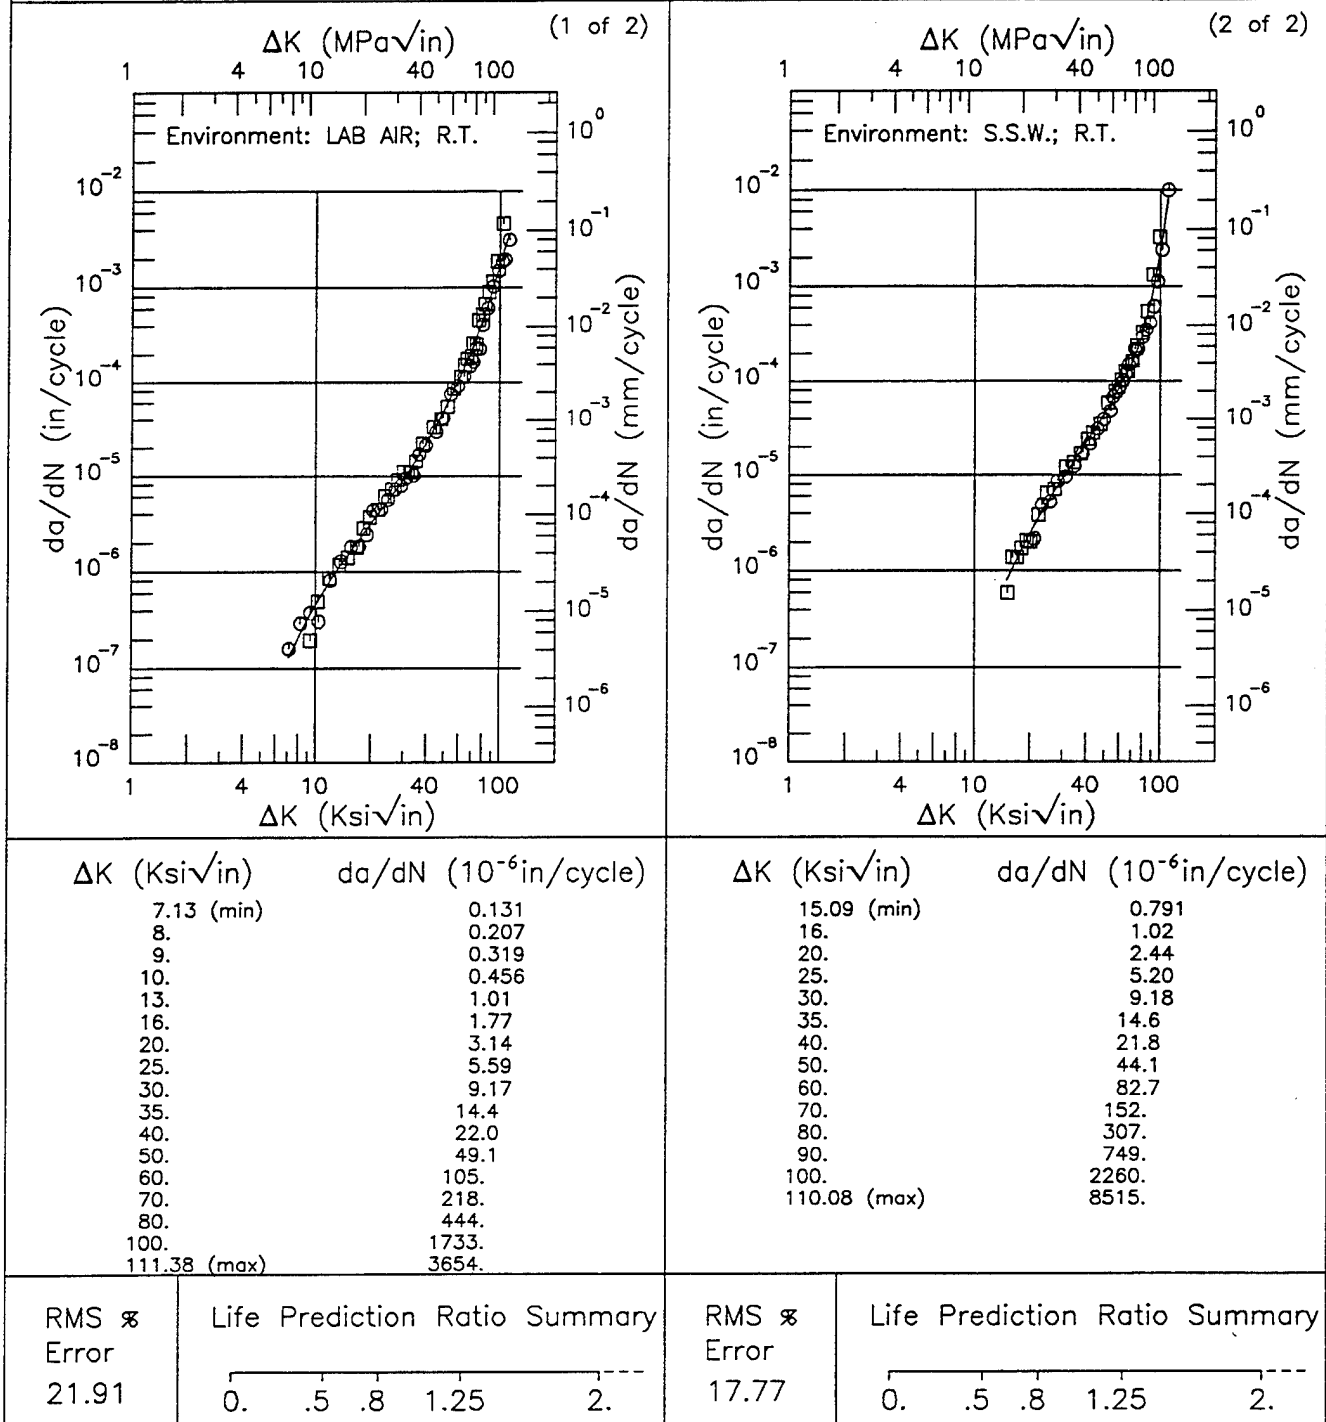 (1 of 2)
ΔK (MPa√in)
1 4 10 40 100
Environment: LAB AIR; R.T.
10⁻²
10⁻³
10⁻⁴
10⁻⁵
10⁻⁶
10⁻⁷
10⁻⁸
da/dN (in/cycle)
10⁰
10⁻¹
10⁻²
10⁻³
10⁻⁴
10⁻⁵
10⁻⁶
da/dN (mm/cycle)
1 4 10 40 100
ΔK (Ksi√in)
(2 of 2)
ΔK (MPa√in)
1 4 10 40 100
Environment: S.S.W.; R.T.
10⁻²
10⁻³
10⁻⁴
10⁻⁵
10⁻⁶
10⁻⁷
10⁻⁸
da/dN (in/cycle)
10⁰
10⁻¹
10⁻²
10⁻³
10⁻⁴
10⁻⁵
10⁻⁶
da/dN (mm/cycle)
1 4 10 40 100
ΔK (Ksi√in)
ΔK (Ksi√in) da/dN (10⁻⁶in/cycle)
7.13 (min) 0.131
8. 0.207
9. 0.319
10. 0.456
13. 1.01
16. 1.77
20. 3.14
25. 5.59
30. 9.17
35. 14.4
40. 22.0
50. 49.1
60. 105.
70. 218.
80. 444.
100. 1733.
111.38 (max) 3654.
ΔK (Ksi√in) da/dN (10⁻⁶in/cycle)
15.09 (min) 0.791
16. 1.02
20. 2.44
25. 5.20
30. 9.18
35. 14.6
40. 21.8
50. 44.1
60. 82.7
70. 152.
80. 307.
90. 749.
100. 2260.
110.08 (max) 8515.
RMS %
Error
21.91
Life Prediction Ratio Summary
0. .5 .8 1.25 2.
RMS %
Error
17.77
Life Prediction Ratio Summary
0. .5 .8 1.25 2.